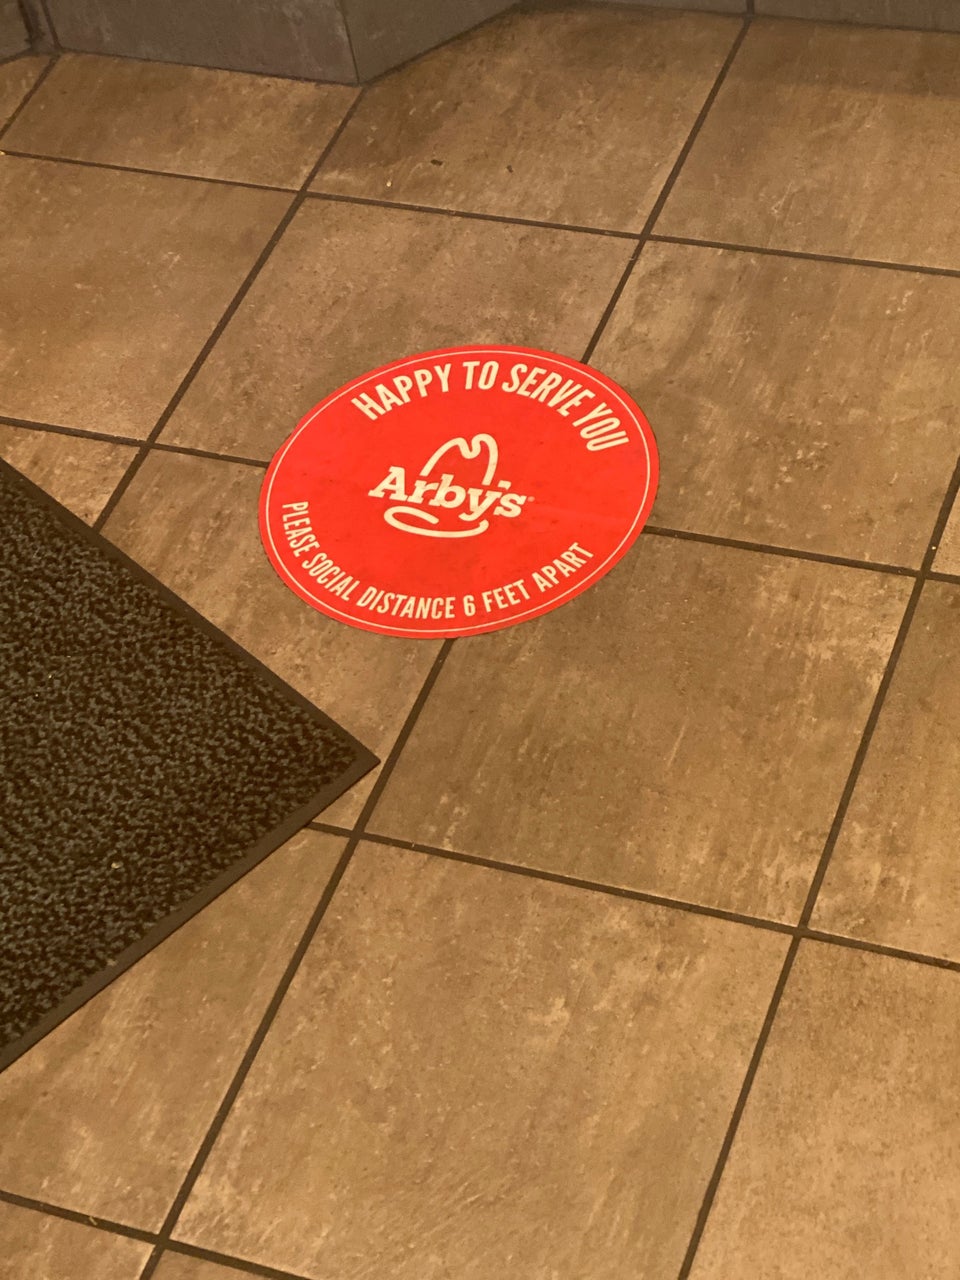 HAPPY TO SERVE YOU
Arby's®
PLEASE SOCIAL DISTANCE 6 FEET APART